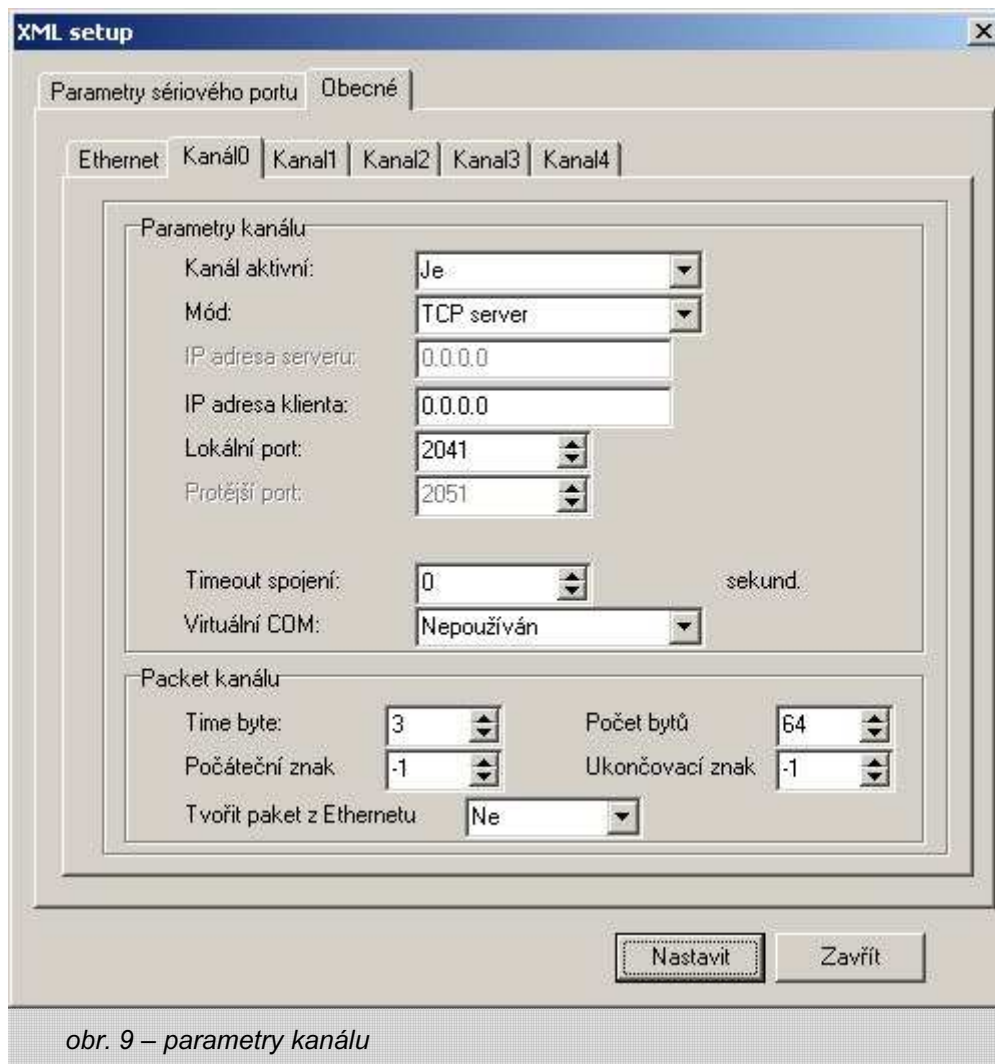 XML setup
Parametry sériového portu Obecné
Ethernet Kanál0 Kanal1 Kanal2 Kanal3 Kanal4
Parametry kanálu
Kanál aktivní: Je
Mód: TCP server
IP adresa serveru: 0.0.0.0
IP adresa klienta: 0.0.0.0
Lokální port: 2041
Protější port: 2051
Timeout spojení: 0 sekund.
Virtuální COM: Nepoužíván
Packet kanálu
Time byte: 3 Počet bytů 64
Počáteční znak -1 Ukončovací znak -1
Tvořit paket z Ethernetu Ne
Nastavit Zavřít
obr. 9 – parametry kanálu